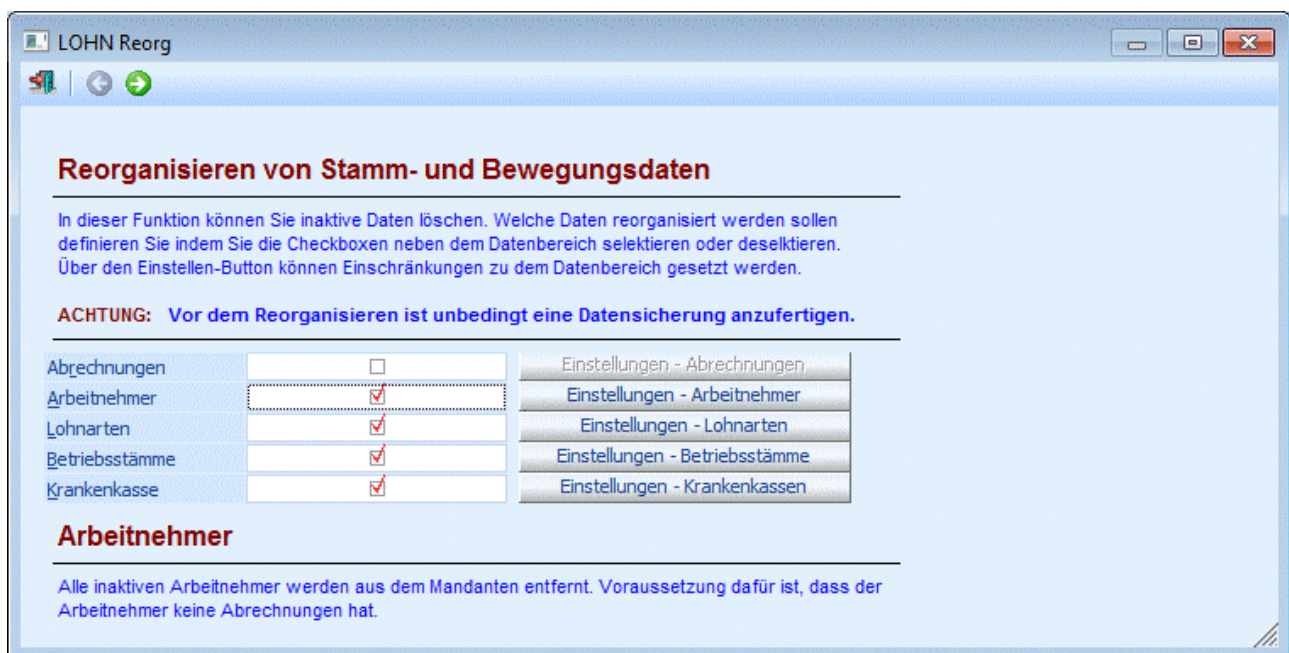 LOHN Reorg
Reorganisieren von Stamm- und Bewegungsdaten
In dieser Funktion können Sie inaktive Daten löschen. Welche Daten reorganisiert werden sollen
definieren Sie indem Sie die Checkboxen neben dem Datenbereich selektieren oder deselktieren.
Über den Einstellen-Button können Einschränkungen zu dem Datenbereich gesetzt werden.
ACHTUNG: Vor dem Reorganisieren ist unbedingt eine Datensicherung anzufertigen.
Abrechnungen Einstellungen - Abrechnungen
Arbeitnehmer Einstellungen - Arbeitnehmer
Lohnarten Einstellungen - Lohnarten
Betriebsstämme Einstellungen - Betriebsstämme
Krankenkasse Einstellungen - Krankenkassen
Arbeitnehmer
Alle inaktiven Arbeitnehmer werden aus dem Mandanten entfernt. Voraussetzung dafür ist, dass der
Arbeitnehmer keine Abrechnungen hat.